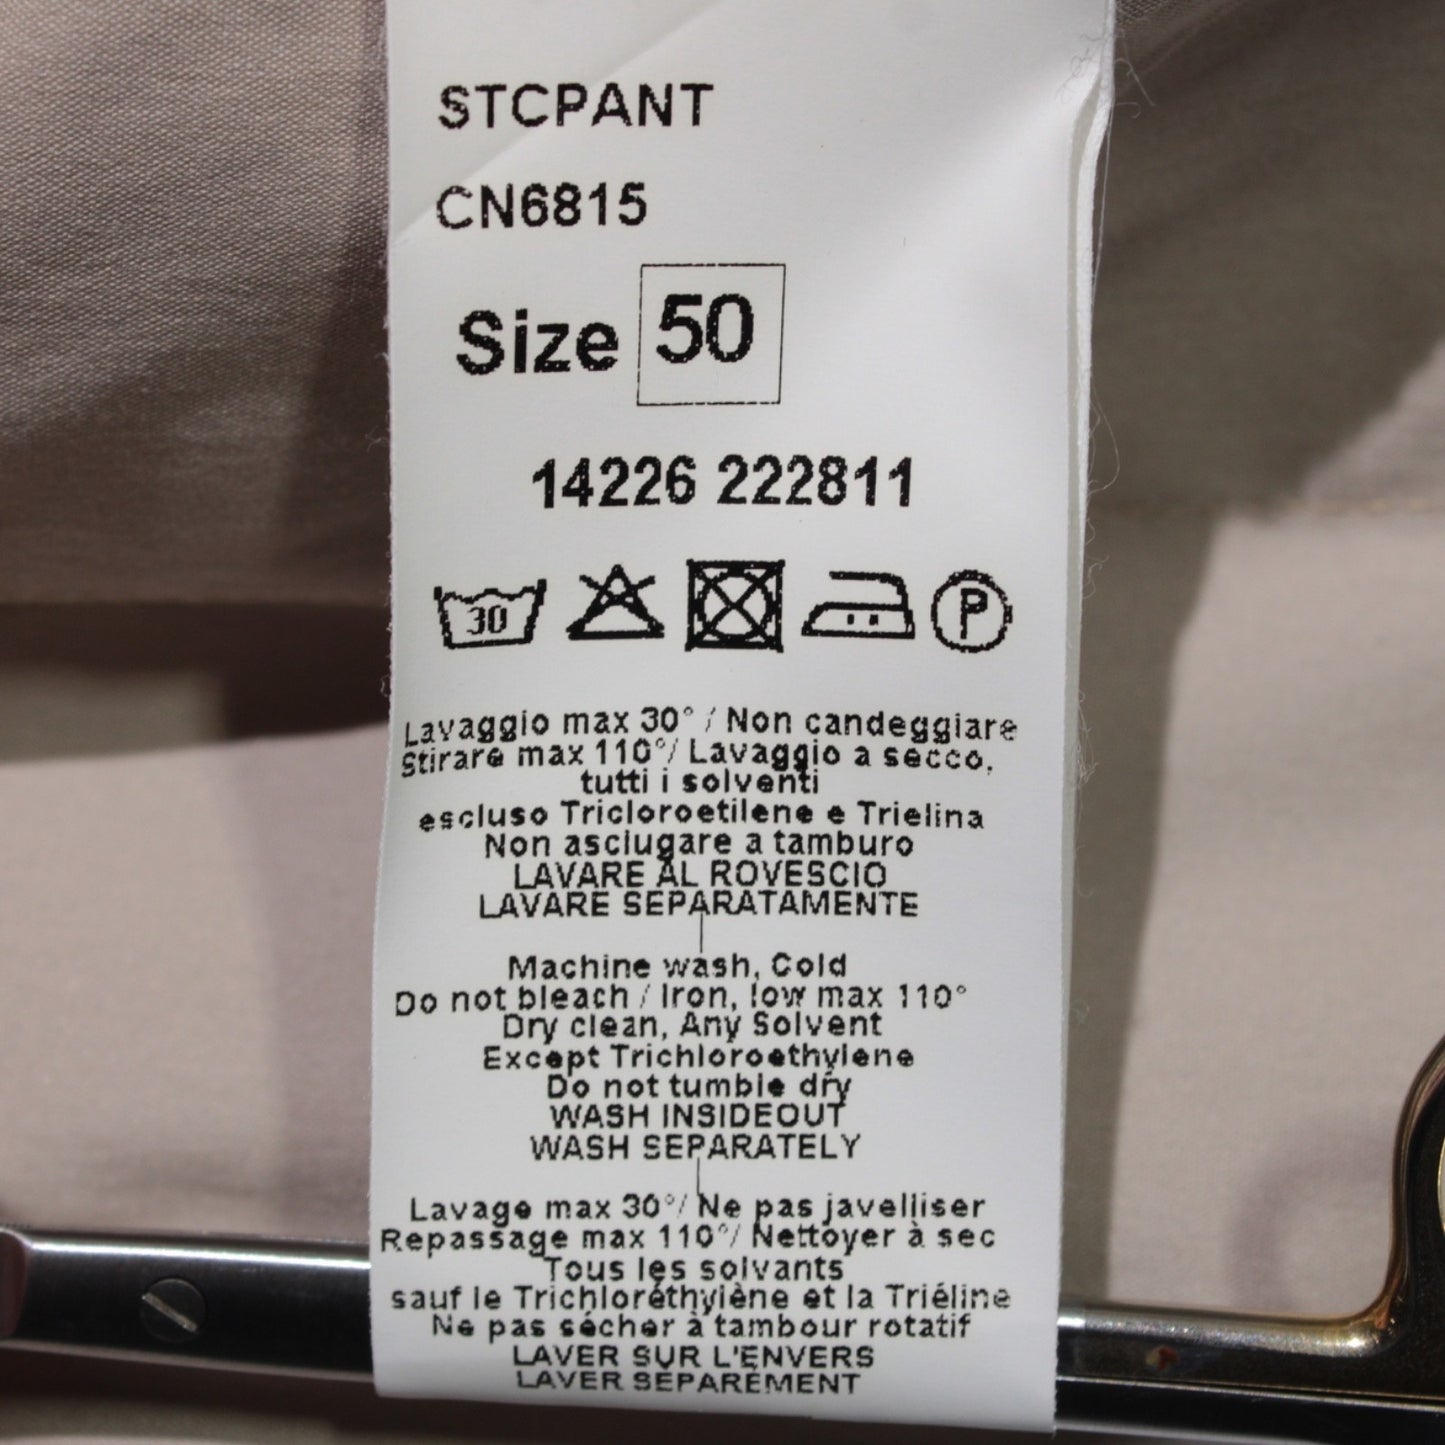 STCPANT
CN6815
Size 50
14226 222811
30 P
Lavaggio max 30° / Non candeggiare
Stirare max 110°/ Lavaggio a secco,
tutti i solventi
escluso Tricloroetilene e Trielina
Non asciugare a tamburo
LAVARE AL ROVESCIO
LAVARE SEPARATAMENTE
Machine wash, Cold
Do not bleach / Iron, low max 110°
Dry clean, Any Solvent
Except Trichloroethylene
Do not tumble dry
WASH INSIDEOUT
WASH SEPARATELY
Lavage max 30°/ Ne pas javelliser
Repassage max 110°/ Nettoyer à sec
Tous les solvants
sauf le Trichloréthylène et la Triéline
Ne pas sécher à tambour rotatif
LAVER SUR L'ENVERS
LAVER SEPARÉMENT